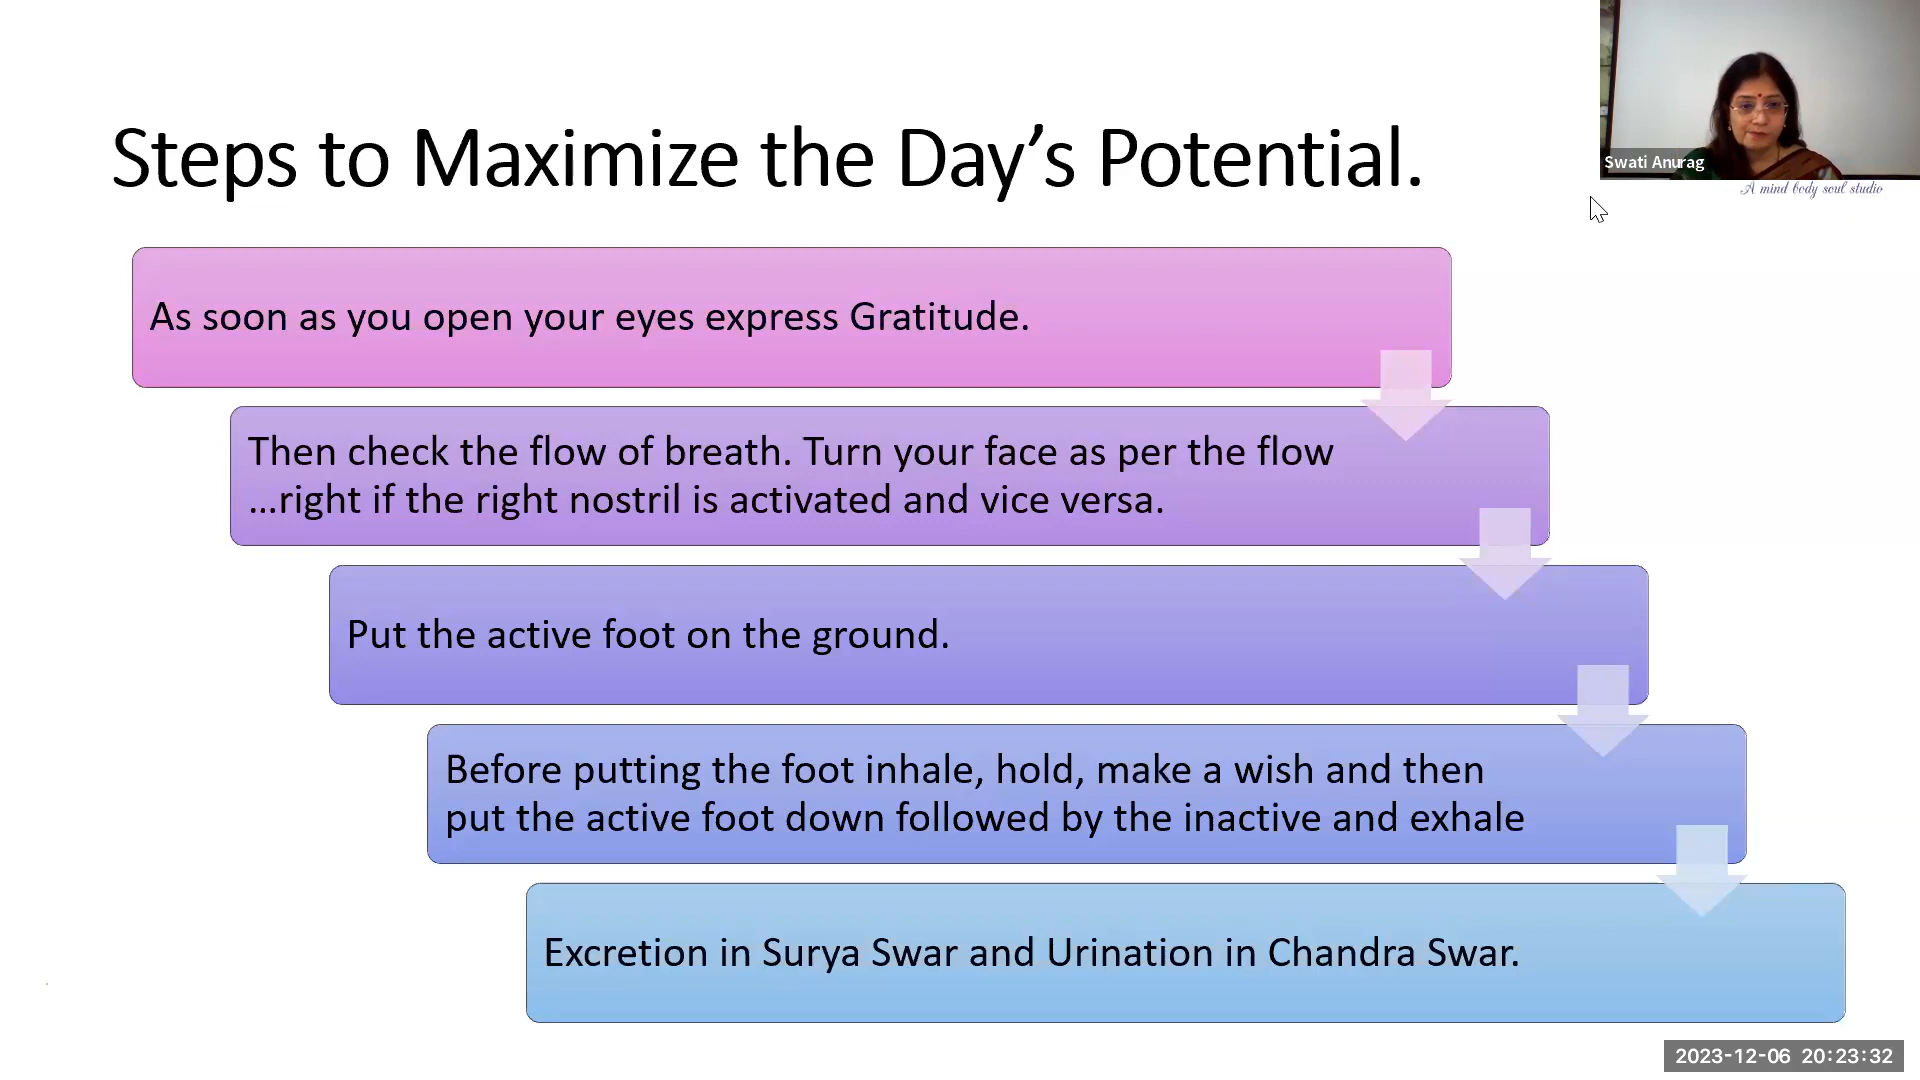 Swati Anurag
A mind body soul studio
Steps to Maximize the Day’s Potential.
As soon as you open your eyes express Gratitude.
Then check the flow of breath. Turn your face as per the flow
...right if the right nostril is activated and vice versa.
Put the active foot on the ground.
Before putting the foot inhale, hold, make a wish and then
put the active foot down followed by the inactive and exhale
Excretion in Surya Swar and Urination in Chandra Swar.
2023-12-06 20:23:32